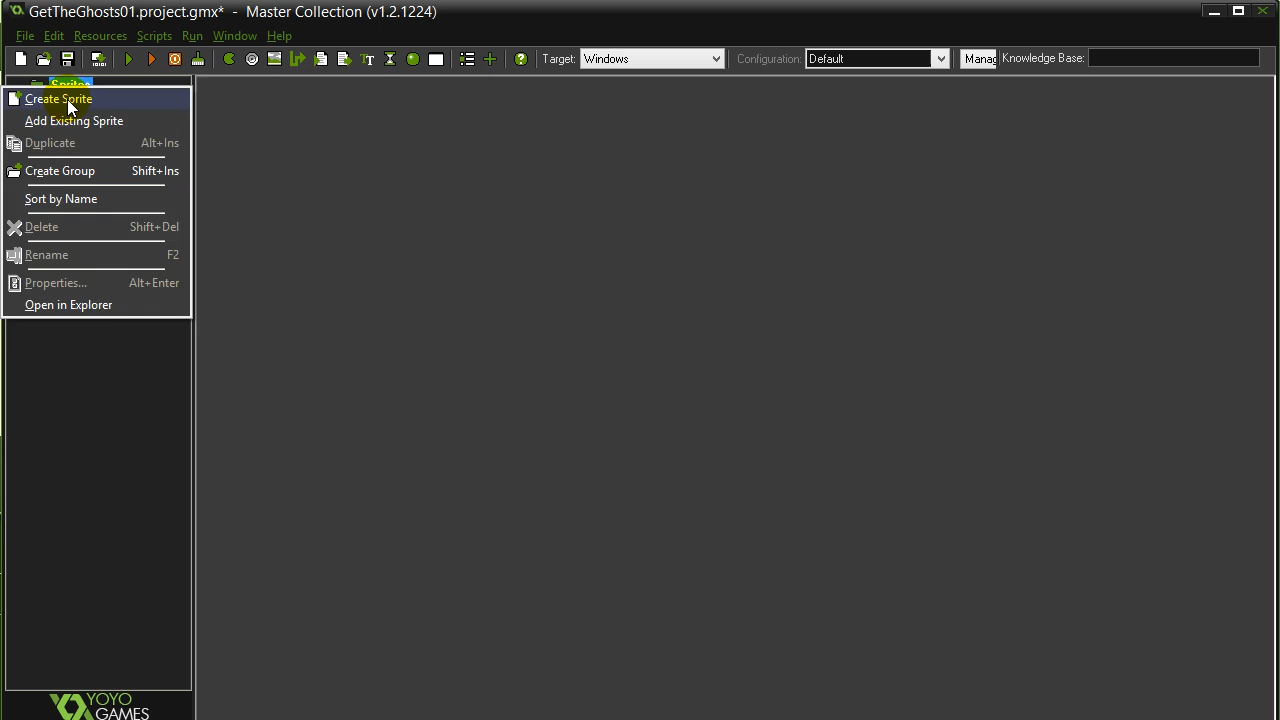 GetTheGhosts01.project.gmx* - Master Collection (v1.2.1224)
File Edit Resources Scripts Run Window Help
Target: Windows Configuration: Default Manag Knowledge Base:
Sprites
Create Sprite
Add Existing Sprite
Duplicate Alt+Ins
Create Group Shift+Ins
Sort by Name
Delete Shift+Del
Rename F2
Properties... Alt+Enter
Open in Explorer
YOYO
GAMES